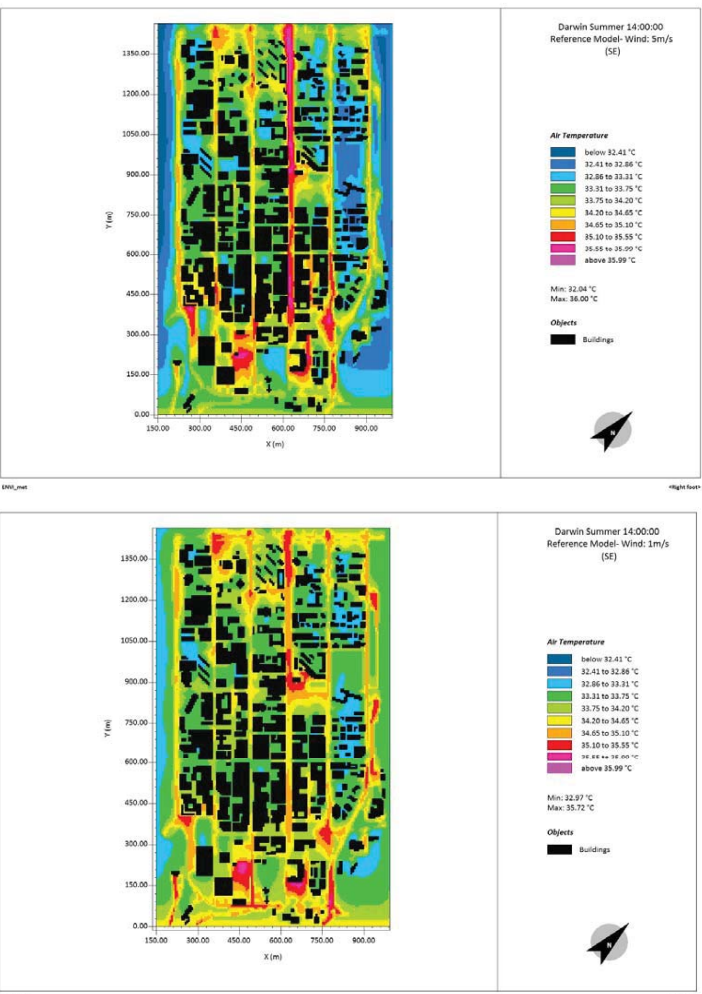 Darwin Summer 14:00:00
Reference Model- Wind: 5m/s
(SE)
1350.00
1200.00
1050.00
900.00
750.00
600.00
450.00
300.00
150.00
0.00
Y (m)
150.00 300.00 450.00 600.00 750.00 900.00
X (m)
Air Temperature
below 32.41 °C
32.41 to 32.86 °C
32.86 to 33.31 °C
33.31 to 33.75 °C
33.75 to 34.20 °C
34.20 to 34.65 °C
34.65 to 35.10 °C
35.10 to 35.55 °C
35.55 to 35.99 °C
above 35.99 °C
Min: 32.04 °C
Max: 36.00 °C
Objects
Buildings
N
ENVI_met
<Right foot>
Darwin Summer 14:00:00
Reference Model- Wind: 1m/s
(SE)
1350.00
1200.00
1050.00
900.00
750.00
600.00
450.00
300.00
150.00
0.00
Y (m)
150.00 300.00 450.00 600.00 750.00 900.00
X (m)
Air Temperature
below 32.41 °C
32.41 to 32.86 °C
32.86 to 33.31 °C
33.31 to 33.75 °C
33.75 to 34.20 °C
34.20 to 34.65 °C
34.65 to 35.10 °C
35.10 to 35.55 °C
35.55 to 35.99 °C
above 35.99 °C
Min: 32.97 °C
Max: 35.72 °C
Objects
Buildings
N